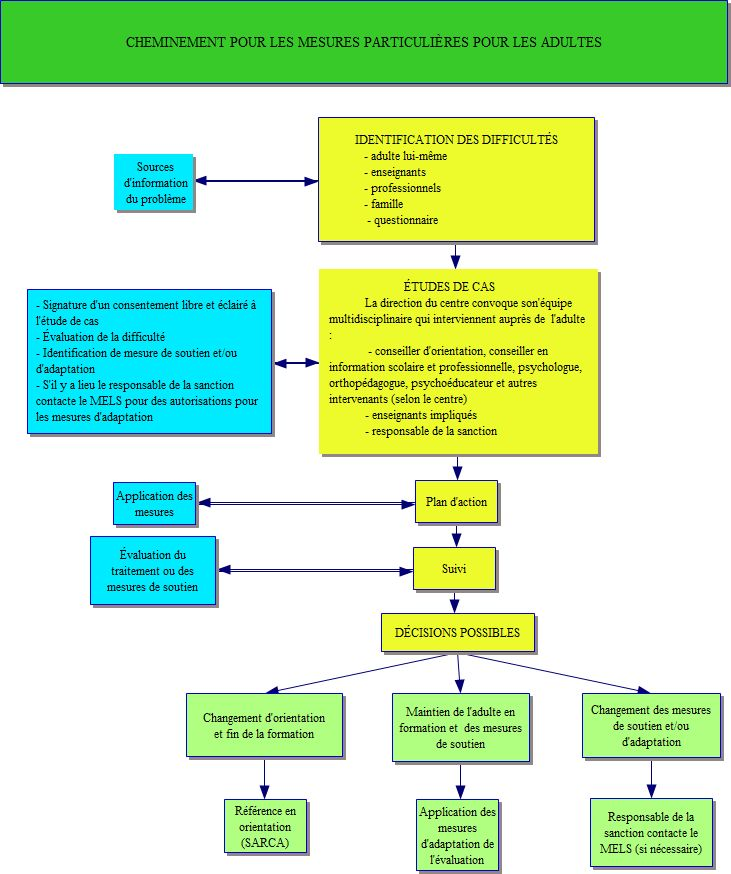 CHEMINEMENT POUR LES MESURES PARTICULIÈRES POUR LES ADULTES
IDENTIFICATION DES DIFFICULTÉS
- adulte lui-même
- enseignants
- professionnels
- famille
- questionnaire
Sources
d'information
du problème
ÉTUDES DE CAS
La direction du centre convoque son'équipe
multidisciplinaire qui interviennent auprès de l'adulte
:
- conseiller d'orientation, conseiller en
information scolaire et professionnelle, psychologue,
orthopédagogue, psychoéducateur et autres
intervenants (selon le centre)
- enseignants impliqués
- responsable de la sanction
- Signature d'un consentement libre et éclairé à
l'étude de cas
- Évaluation de la difficulté
- Identification de mesure de soutien et/ou
d'adaptation
- S'il y a lieu le responsable de la sanction
contacte le MELS pour des autorisations pour
les mesures d'adaptation
Application des
mesures
Plan d'action
Évaluation du
traitement ou des
mesures de soutien
Suivi
DÉCISIONS POSSIBLES
Changement d'orientation
et fin de la formation
Maintien de l'adulte en
formation et des mesures
de soutien
Changement des mesures
de soutien et/ou
d'adaptation
Référence en
orientation
(SARCA)
Application des
mesures
d'adaptation de
l'évaluation
Responsable de la
sanction contacte le
MELS (si nécessaire)